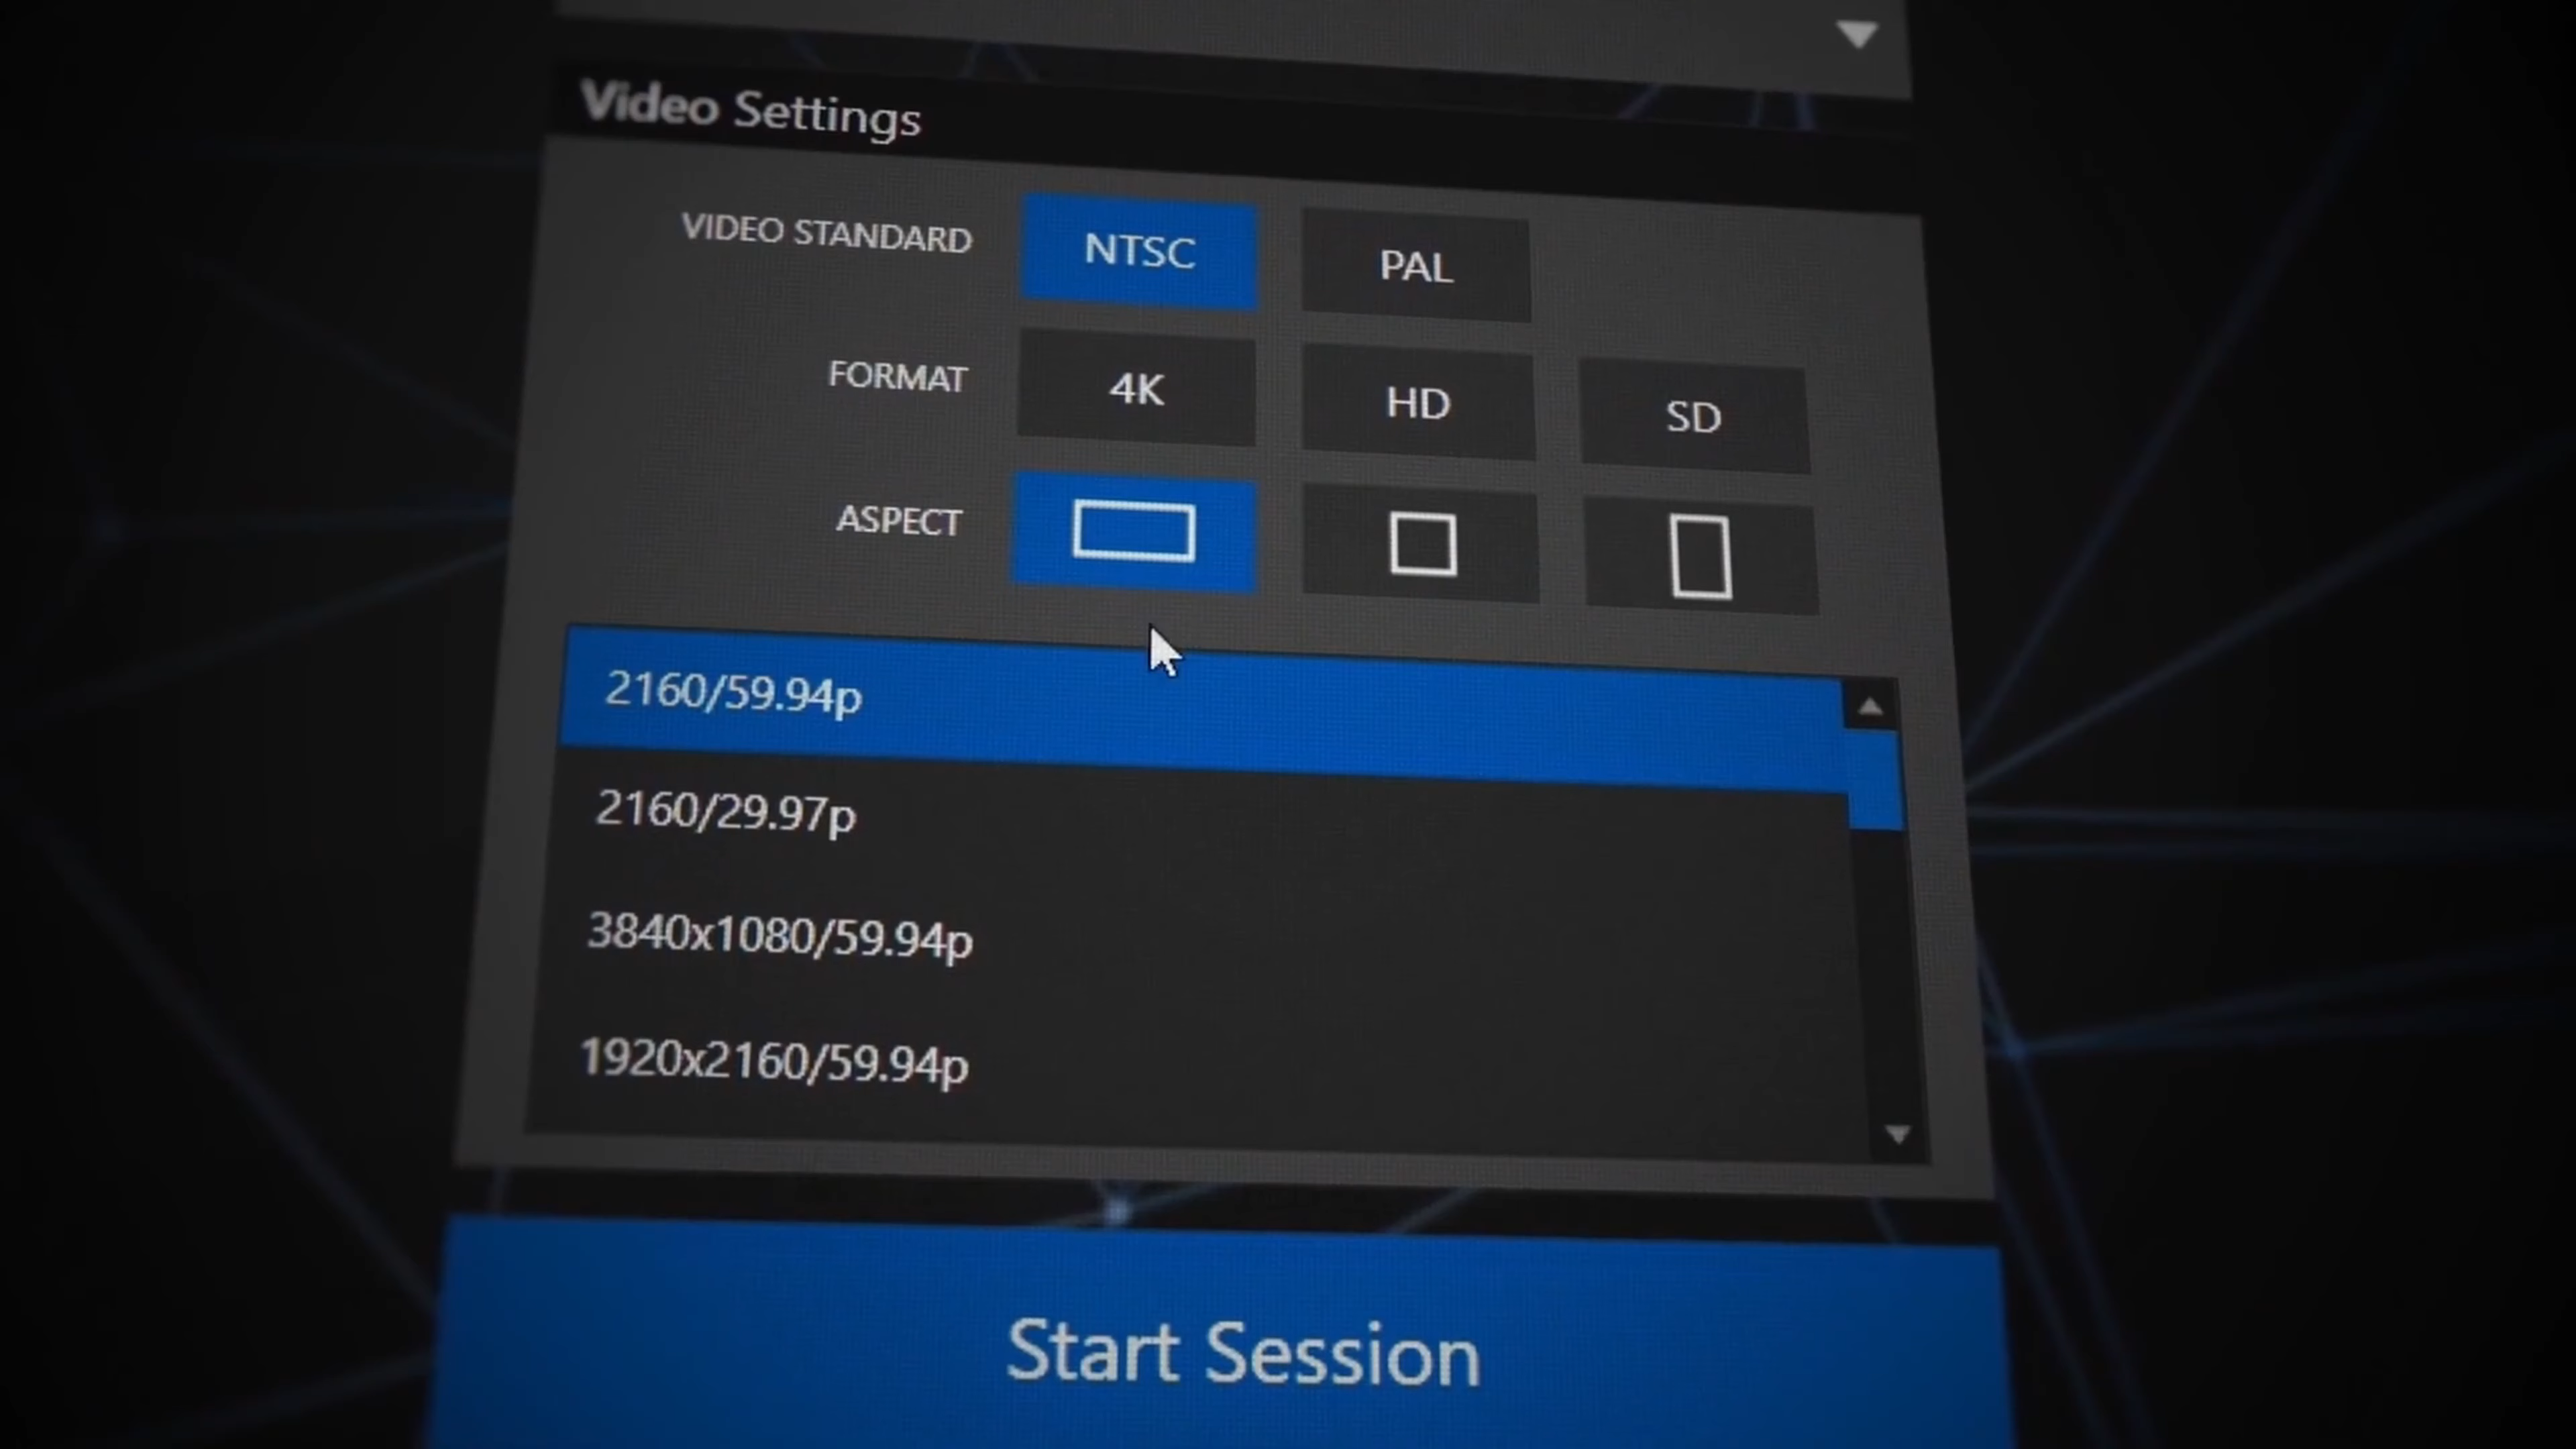 Video Settings
VIDEO STANDARD NTSC PAL
FORMAT 4K HD SD
ASPECT
2160/59.94p
2160/29.97p
3840x1080/59.94p
1920x2160/59.94p
Start Session